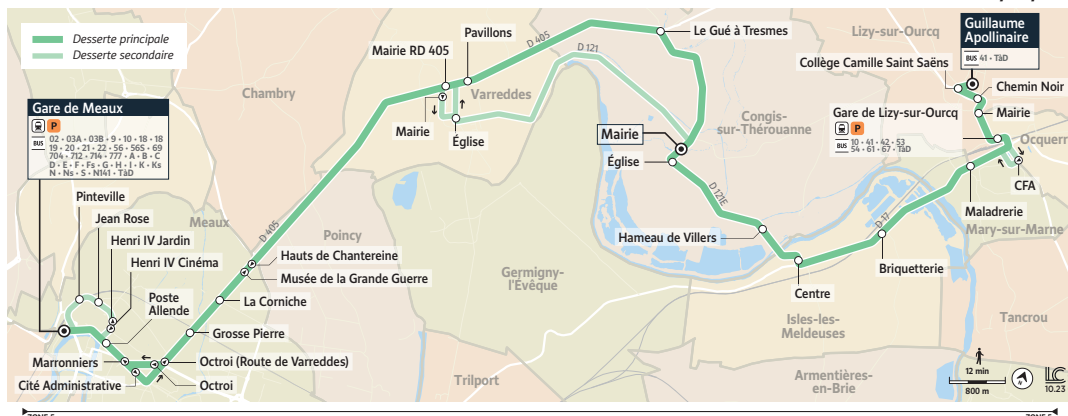 Desserte principale
Desserte secondaire
Gare de Meaux
P
BUS
02 • 03A • 03B • 9 • 10 • 18 • 18
19 • 20 • 21 • 22 • 56 • 56S • 69
704 • 712 • 714 • 777 • A • B • C
D • E • F • Fs • G • H • I • K • Ks
N • Ns • S • N141 • TàD
Pinteville
Jean Rose
Henri IV Jardin
Henri IV Cinéma
Poste
Allende
Marronniers
Cité Administrative
Octroi
Octroi (Route de Varreddes)
Grosse Pierre
La Corniche
Musée de la Grande Guerre
Hauts de Chantereine
Meaux
Poincy
Chambry
D 405
Mairie RD 405
Pavillons
D 405
D 121
Varreddes
Mairie
Église
Le Gué à Tresmes
Congis-
sur-Thérouanne
Mairie
Église
D 121E
Hameau de Villers
Centre
Germigny-
l'Evêque
Trilport
Isles-les-
Meldeuses
Armentières-
en-Brie
Tancrou
D 17
Briquetterie
Maladrerie
Mary-sur-Marne
CFA
Ocquerre
Gare de Lizy-sur-Ourcq
P
BUS
10 • 41 • 42 • 53
54 • 61 • 67 • TàD
Mairie
Chemin Noir
Collège Camille Saint Saëns
Lizy-sur-Ourcq
Guillaume
Apollinaire
BUS 41 • TàD
12 min
800 m
N
LC
10.23
ZONE 5
ZONE 5